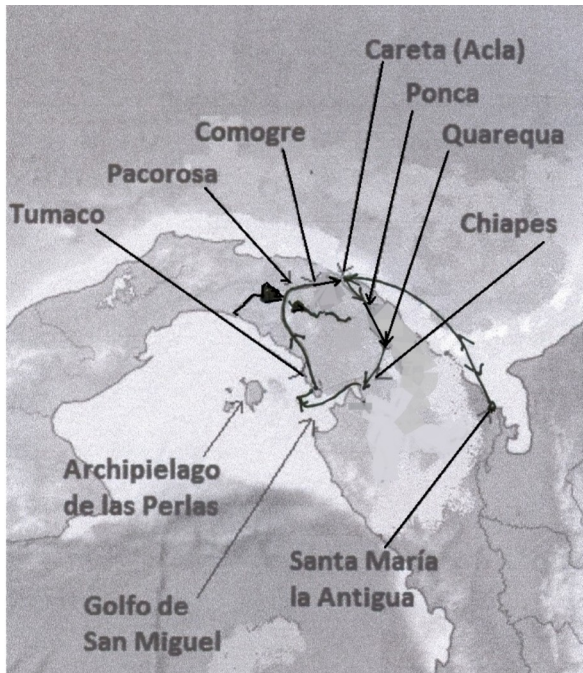 Careta (Acla)
Ponca
Comogre
Quarequa
Pacorosa
Tumaco
Chiapes
Archipielago
de las Perlas
Santa María
la Antigua
Golfo de
San Miguel